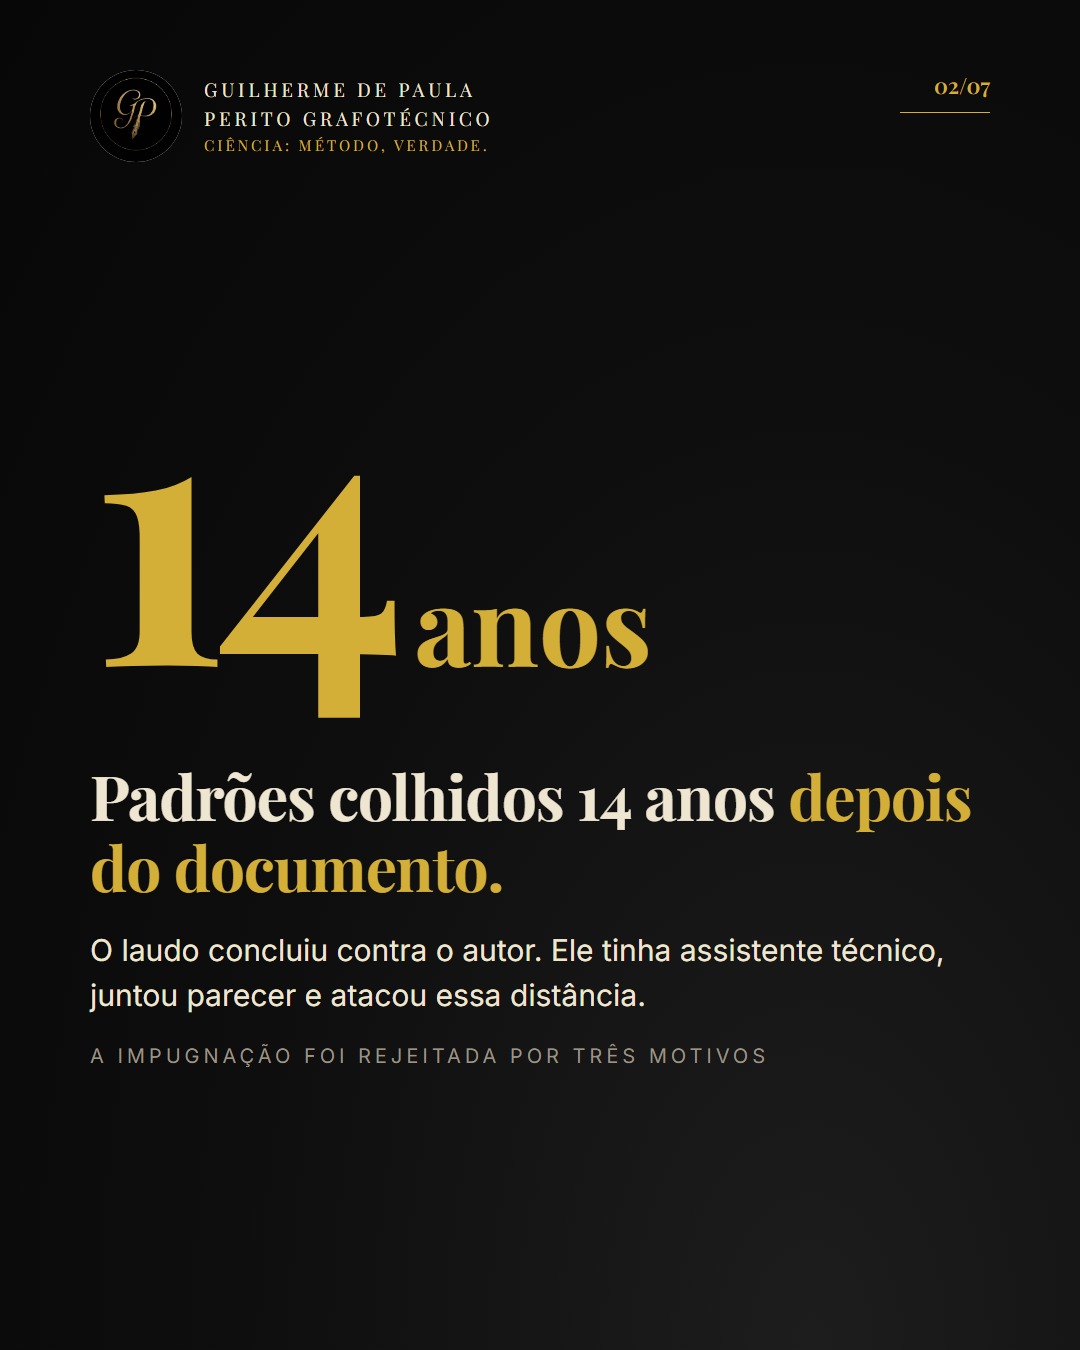 GP
GUILHERME DE PAULA
PERITO GRAFOTÉCNICO
CIÊNCIA: MÉTODO, VERDADE.
02/07
14 anos
Padrões colhidos 14 anos depois
do documento.
O laudo concluiu contra o autor. Ele tinha assistente técnico,
juntou parecer e atacou essa distância.
A IMPUGNAÇÃO FOI REJEITADA POR TRÊS MOTIVOS